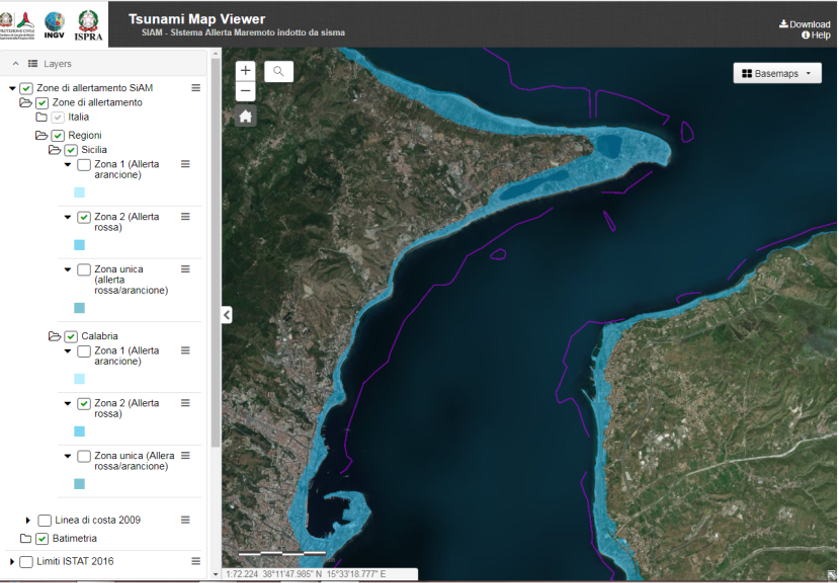 Tsunami Map Viewer
SIAM - SIstema Allerta Maremoto indotto da sisma
INGV
ISPRA
Download
Help
Layers
Basemaps
Zone di allertamento SiAM
Zone di allertamento
Italia
Regioni
Sicilia
Zona 1 (Allerta
arancione)
Zona 2 (Allerta
rossa)
Zona unica
(allerta
rossa/arancione)
Calabria
Zona 1 (Allerta
arancione)
Zona 2 (Allerta
rossa)
Zona unica (Allera
rossa/arancione)
Linea di costa 2009
Batimetria
Limiti ISTAT 2016
1:72.224 38°11'47.985" N 15°33'18.777" E